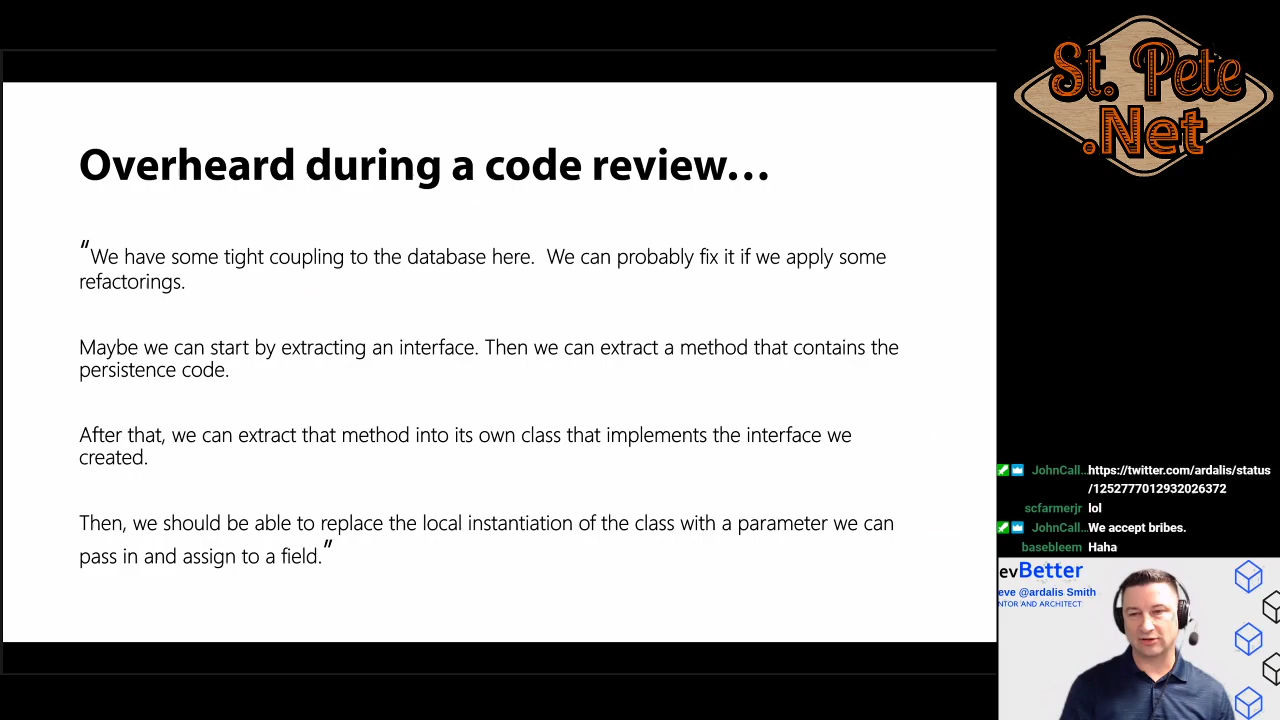 Overheard during a code review…
"We have some tight coupling to the database here.  We can probably fix it if we apply some
refactorings.
Maybe we can start by extracting an interface. Then we can extract a method that contains the
persistence code.
After that, we can extract that method into its own class that implements the interface we
created.
Then, we should be able to replace the local instantiation of the class with a parameter we can
pass in and assign to a field."
St. Pete
.Net
JohnCall… https://twitter.com/ardalis/status
/1252777012932026372
scfarmerjr lol
JohnCall… We accept bribes.
basebleem Haha
evBetter
eve @ardalis Smith
NTOR AND ARCHITECT